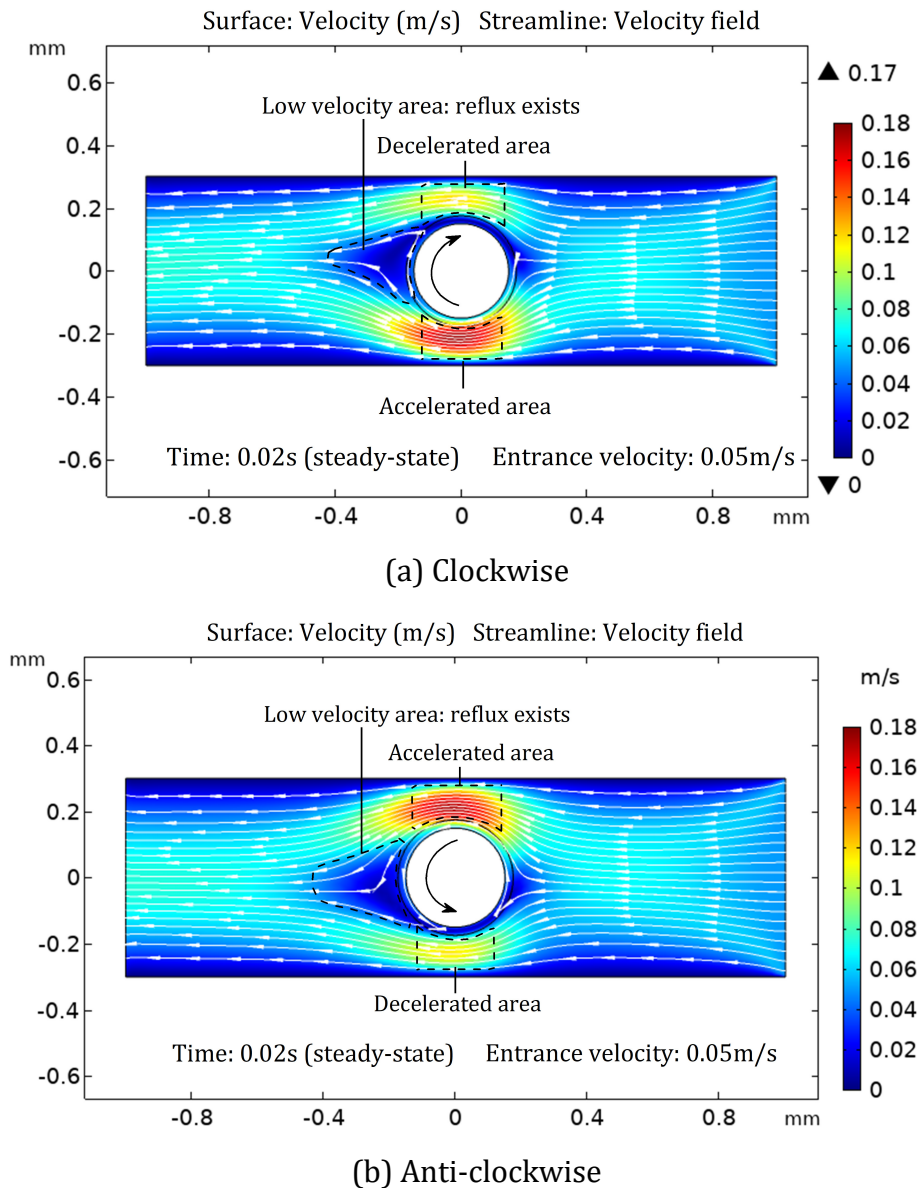 Surface: Velocity (m/s) Streamline: Velocity field
mm
0.6
0.4
0.2
0
-0.2
-0.4
-0.6
Low velocity area: reflux exists
Decelerated area
Accelerated area
Time: 0.02s (steady-state) Entrance velocity: 0.05m/s
-0.8 -0.4 0 0.4 0.8 mm
▲ 0.17
0.18
0.16
0.14
0.12
0.1
0.08
0.06
0.04
0.02
0
▼ 0
(a) Clockwise
Surface: Velocity (m/s) Streamline: Velocity field
mm
0.6
0.4
0.2
0
-0.2
-0.4
-0.6
Low velocity area: reflux exists
Accelerated area
Decelerated area
Time: 0.02s (steady-state) Entrance velocity: 0.05m/s
-0.8 -0.4 0 0.4 0.8 mm
m/s
0.18
0.16
0.14
0.12
0.1
0.08
0.06
0.04
0.02
0
(b) Anti-clockwise